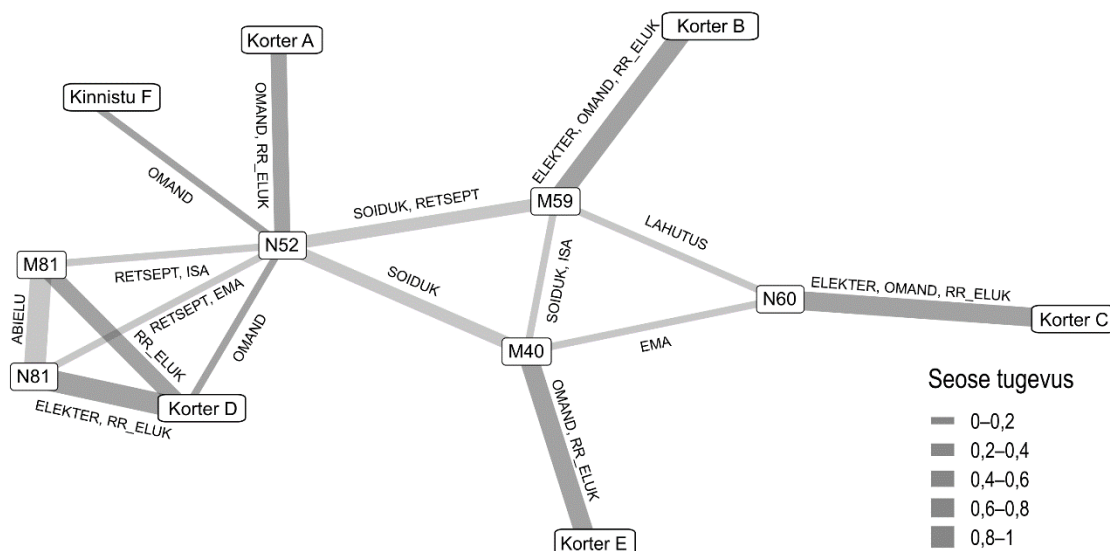 Korter A
Korter B
Kinnistu F
OMAND, RR_ELUK
ELEKTER, OMAND, RR_ELUK
OMAND
SOIDUK, RETSEPT
M59
LAHUTUS
N52
M81
RETSEPT, ISA
SOIDUK
SOIDUK, ISA
N60
ELEKTER, OMAND, RR_ELUK
Korter C
ABIELU
RETSEPT, EMA
RR_ELUK
OMAND
M40
EMA
N81
Korter D
ELEKTER, RR_ELUK
OMAND, RR_ELUK
Korter E
Seose tugevus
0–0,2
0,2–0,4
0,4–0,6
0,6–0,8
0,8–1